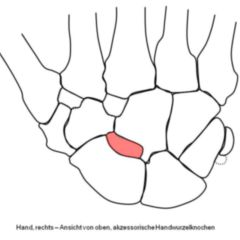 Hand, rechts – Ansicht von oben, akzessorische Handwurzelknochen